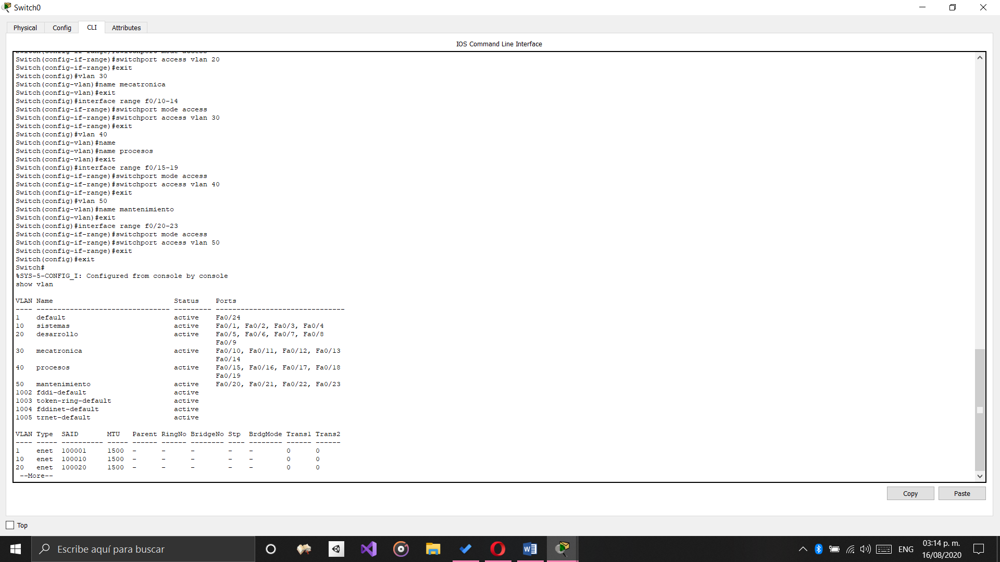 Switch0
Physical Config CLI Attributes
IOS Command Line Interface
Switch(config-if-range)#switchport mode access
Switch(config-if-range)#switchport access vlan 20
Switch(config-if-range)#exit
Switch(config)#vlan 30
Switch(config-vlan)#name mecatronica
Switch(config-vlan)#exit
Switch(config)#interface range f0/10-14
Switch(config-if-range)#switchport mode access
Switch(config-if-range)#switchport access vlan 30
Switch(config-if-range)#exit
Switch(config)#vlan 40
Switch(config-vlan)#name
Switch(config-vlan)#name procesos
Switch(config-vlan)#exit
Switch(config)#interface range f0/15-19
Switch(config-if-range)#switchport mode access
Switch(config-if-range)#switchport access vlan 40
Switch(config-if-range)#exit
Switch(config)#vlan 50
Switch(config-vlan)#name mantenimiento
Switch(config-vlan)#exit
Switch(config)#interface range f0/20-23
Switch(config-if-range)#switchport mode access
Switch(config-if-range)#switchport access vlan 50
Switch(config-if-range)#exit
Switch(config)#exit
Switch#
%SYS-5-CONFIG_I: Configured from console by console
show vlan
VLAN Name                             Status    Ports
---- -------------------------------- --------- -------------------------------
1    default                          active    Fa0/24
10   sistemas                         active    Fa0/1, Fa0/2, Fa0/3, Fa0/4
20   desarrollo                       active    Fa0/5, Fa0/6, Fa0/7, Fa0/8
                                                Fa0/9
30   mecatronica                      active    Fa0/10, Fa0/11, Fa0/12, Fa0/13
                                                Fa0/14
40   procesos                         active    Fa0/15, Fa0/16, Fa0/17, Fa0/18
                                                Fa0/19
50   mantenimiento                    active    Fa0/20, Fa0/21, Fa0/22, Fa0/23
1002 fddi-default                     active
1003 token-ring-default               active
1004 fddinet-default                  active
1005 trnet-default                    active
VLAN Type  SAID       MTU   Parent RingNo BridgeNo Stp  BrdgMode Trans1 Trans2
---- ----- ---------- ----- ------ ------ -------- ---- -------- ------ ------
1    enet  100001     1500  -      -      -        -    -        0      0
10   enet  100010     1500  -      -      -        -    -        0      0
20   enet  100020     1500  -      -      -        -    -        0      0
 --More--
Copy Paste
Top
Escribe aquí para buscar
ENG
03:14 p. m.
16/08/2020